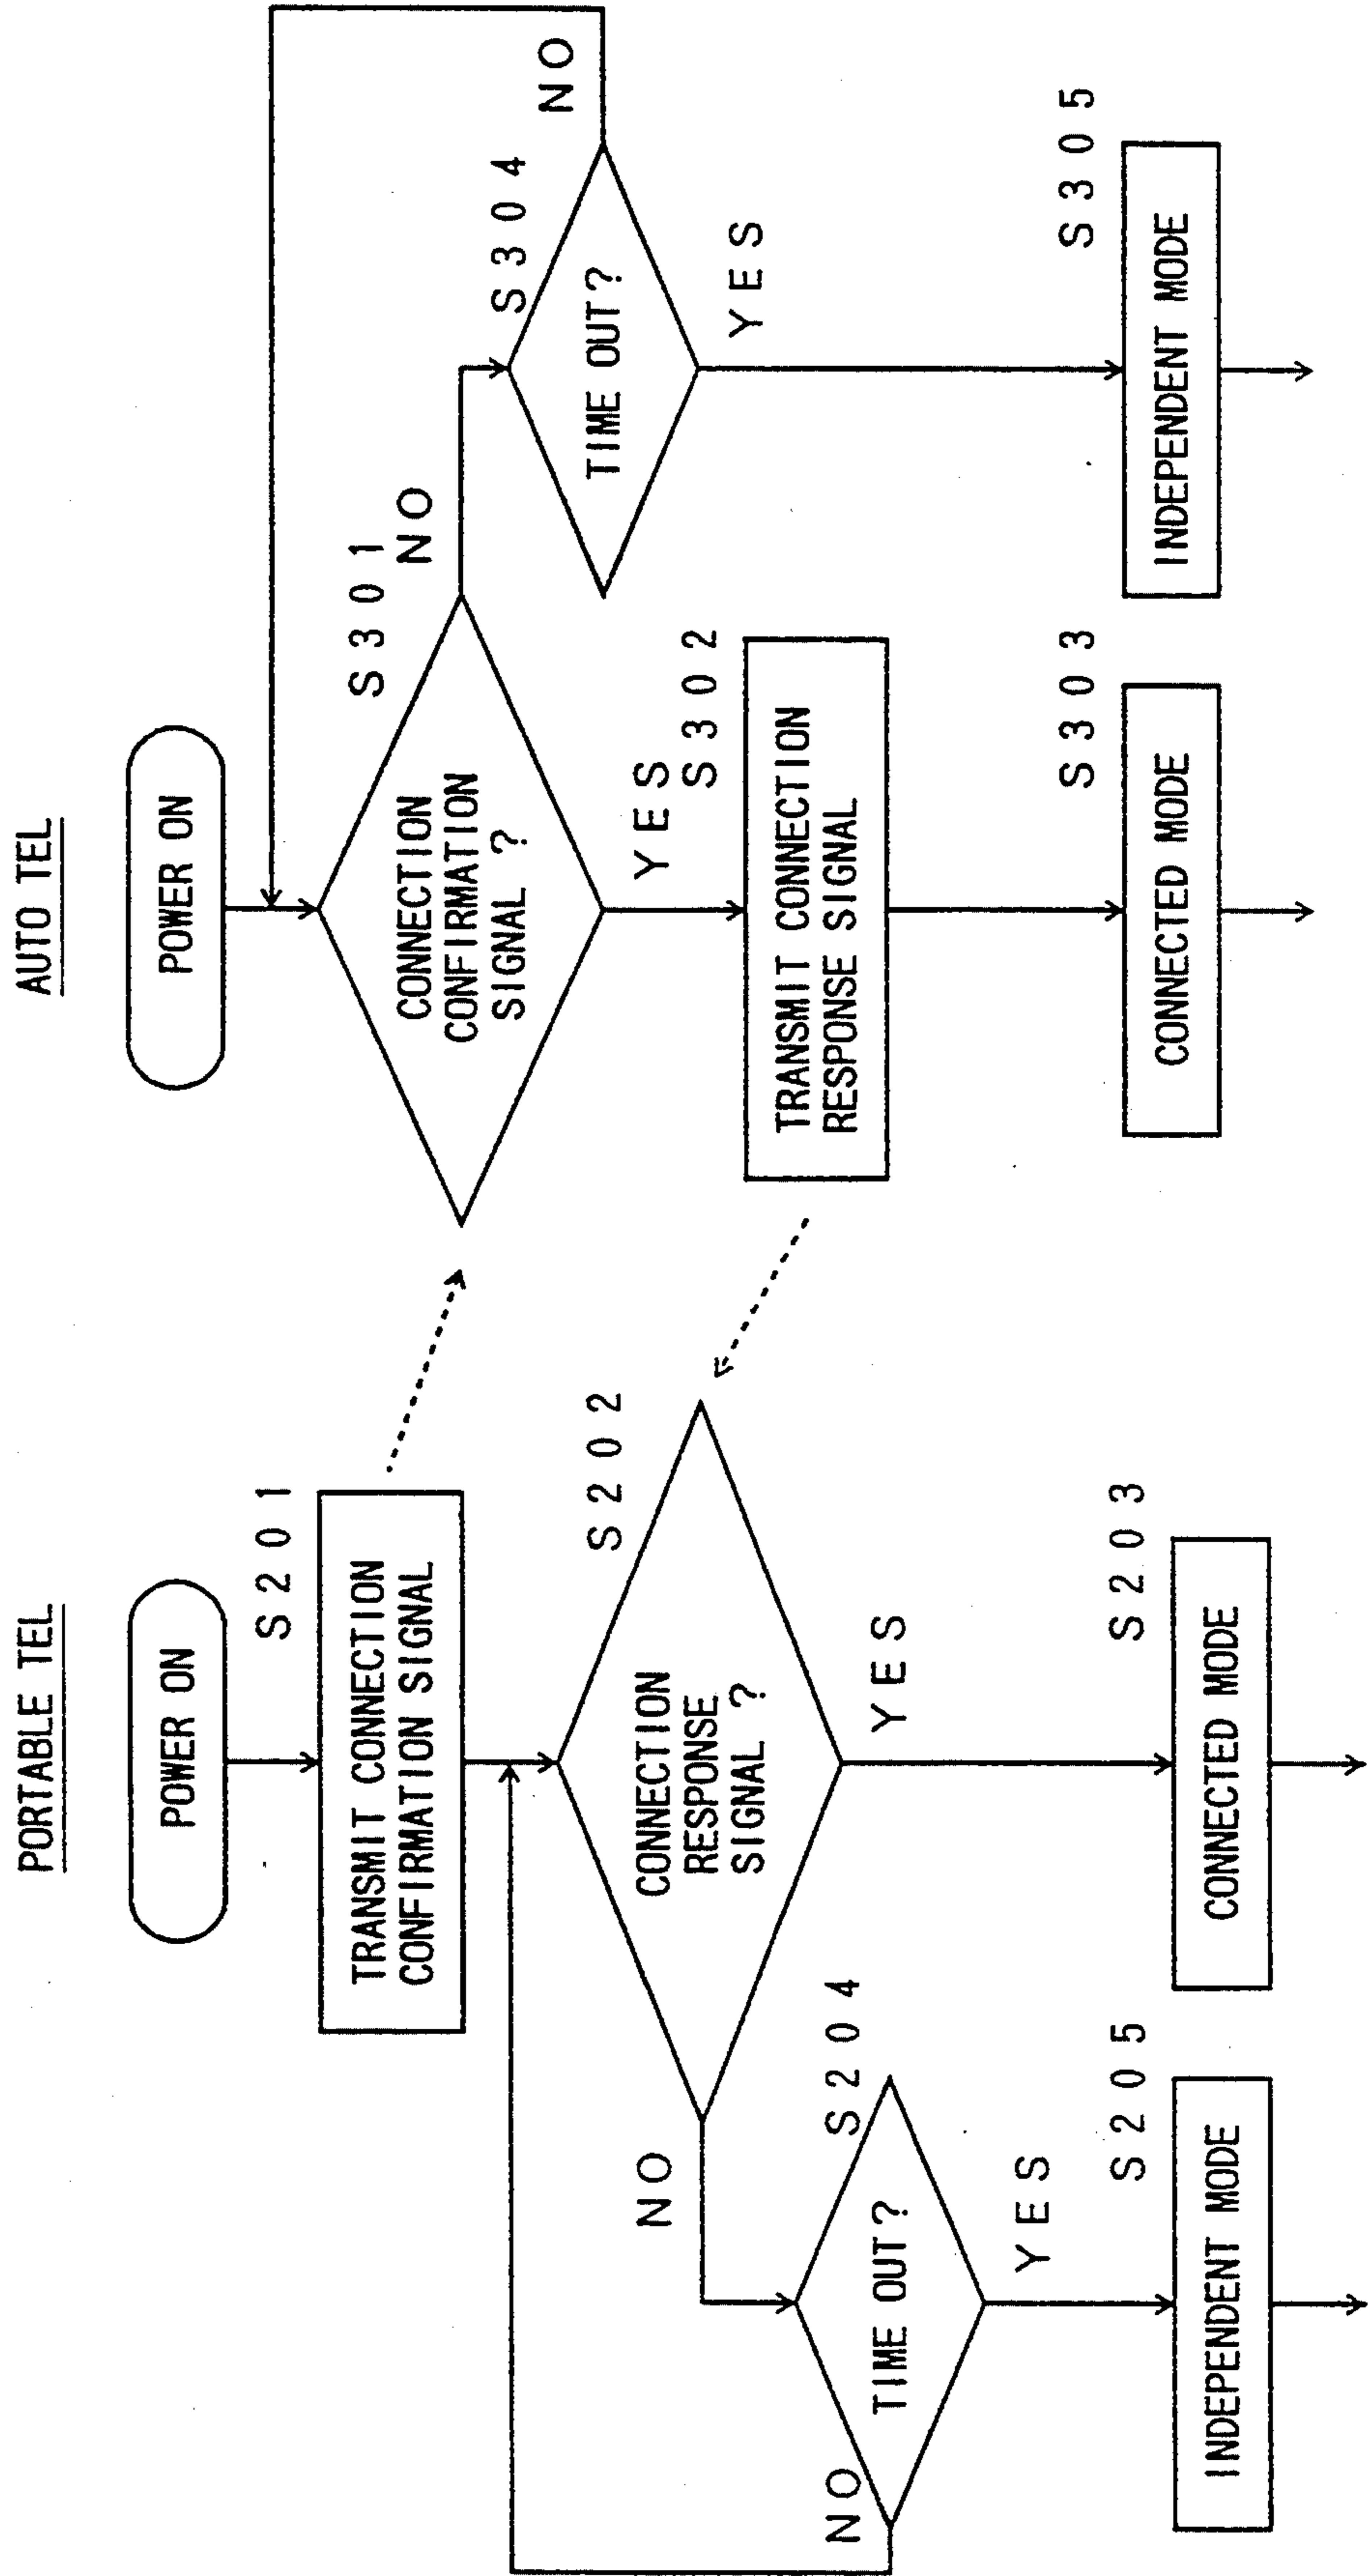 PORTABLE TEL
POWER ON
S201
TRANSMIT CONNECTION
CONFIRMATION SIGNAL
S202
CONNECTION
RESPONSE
SIGNAL ?
NO
YES
S204
TIME OUT?
NO
YES
S205
INDEPENDENT MODE
S203
CONNECTED MODE
AUTO TEL
POWER ON
S301
CONNECTION
CONFIRMATION
SIGNAL ?
NO
YES
S304
TIME OUT?
NO
YES
S302
TRANSMIT CONNECTION
RESPONSE SIGNAL
S303
CONNECTED MODE
S305
INDEPENDENT MODE